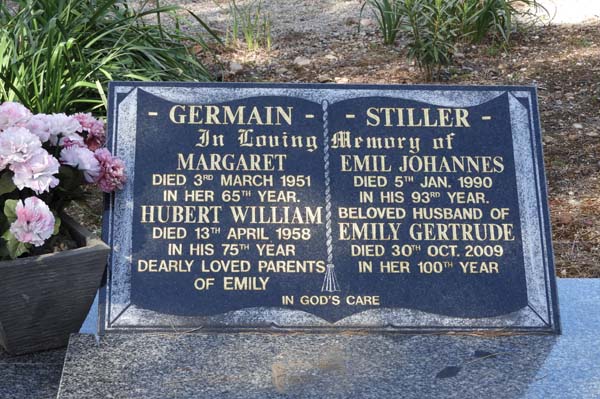 - GERMAIN - - STILLER -
In Loving Memory of
MARGARET
DIED 3RD MARCH 1951
IN HER 65TH YEAR.
HUBERT WILLIAM
DIED 13TH APRIL 1958
IN HIS 75TH YEAR
DEARLY LOVED PARENTS
OF EMILY
EMIL JOHANNES
DIED 5TH JAN. 1990
IN HIS 93RD YEAR.
BELOVED HUSBAND OF
EMILY GERTRUDE
DIED 30TH OCT. 2009
IN HER 100TH YEAR
IN GOD'S CARE